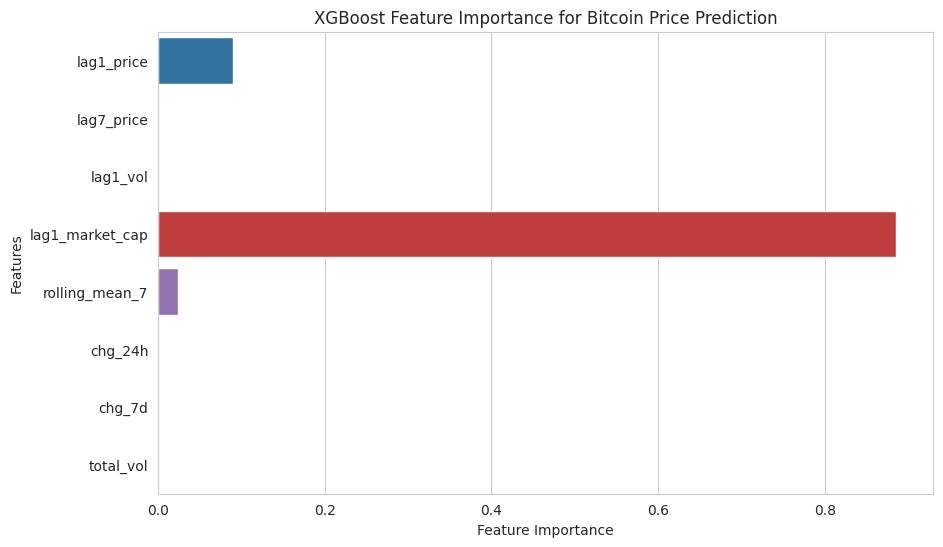 XGBoost Feature Importance for Bitcoin Price Prediction
Features
lag1_price
lag7_price
lag1_vol
lag1_market_cap
rolling_mean_7
chg_24h
chg_7d
total_vol
0.0 0.2 0.4 0.6 0.8
Feature Importance